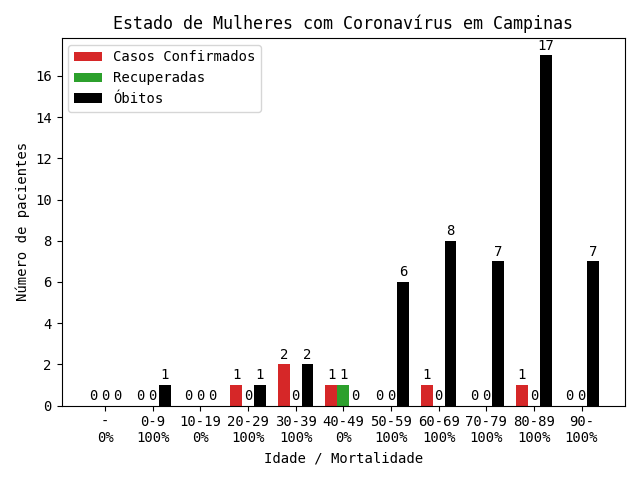 Estado de Mulheres com Coronavírus em Campinas
Casos Confirmados
Recuperadas
Óbitos
Número de pacientes
16
14
12
10
8
6
4
2
0
0 0 0
0 0 1
0 0 0
1 0 1
2 0 2
1 1 0
0 0 6
1 0 8
0 0 7
1 0 17
0 0 7
- 0-9 10-19 20-29 30-39 40-49 50-59 60-69 70-79 80-89 90-
0% 100% 0% 100% 100% 0% 100% 100% 100% 100% 100%
Idade / Mortalidade